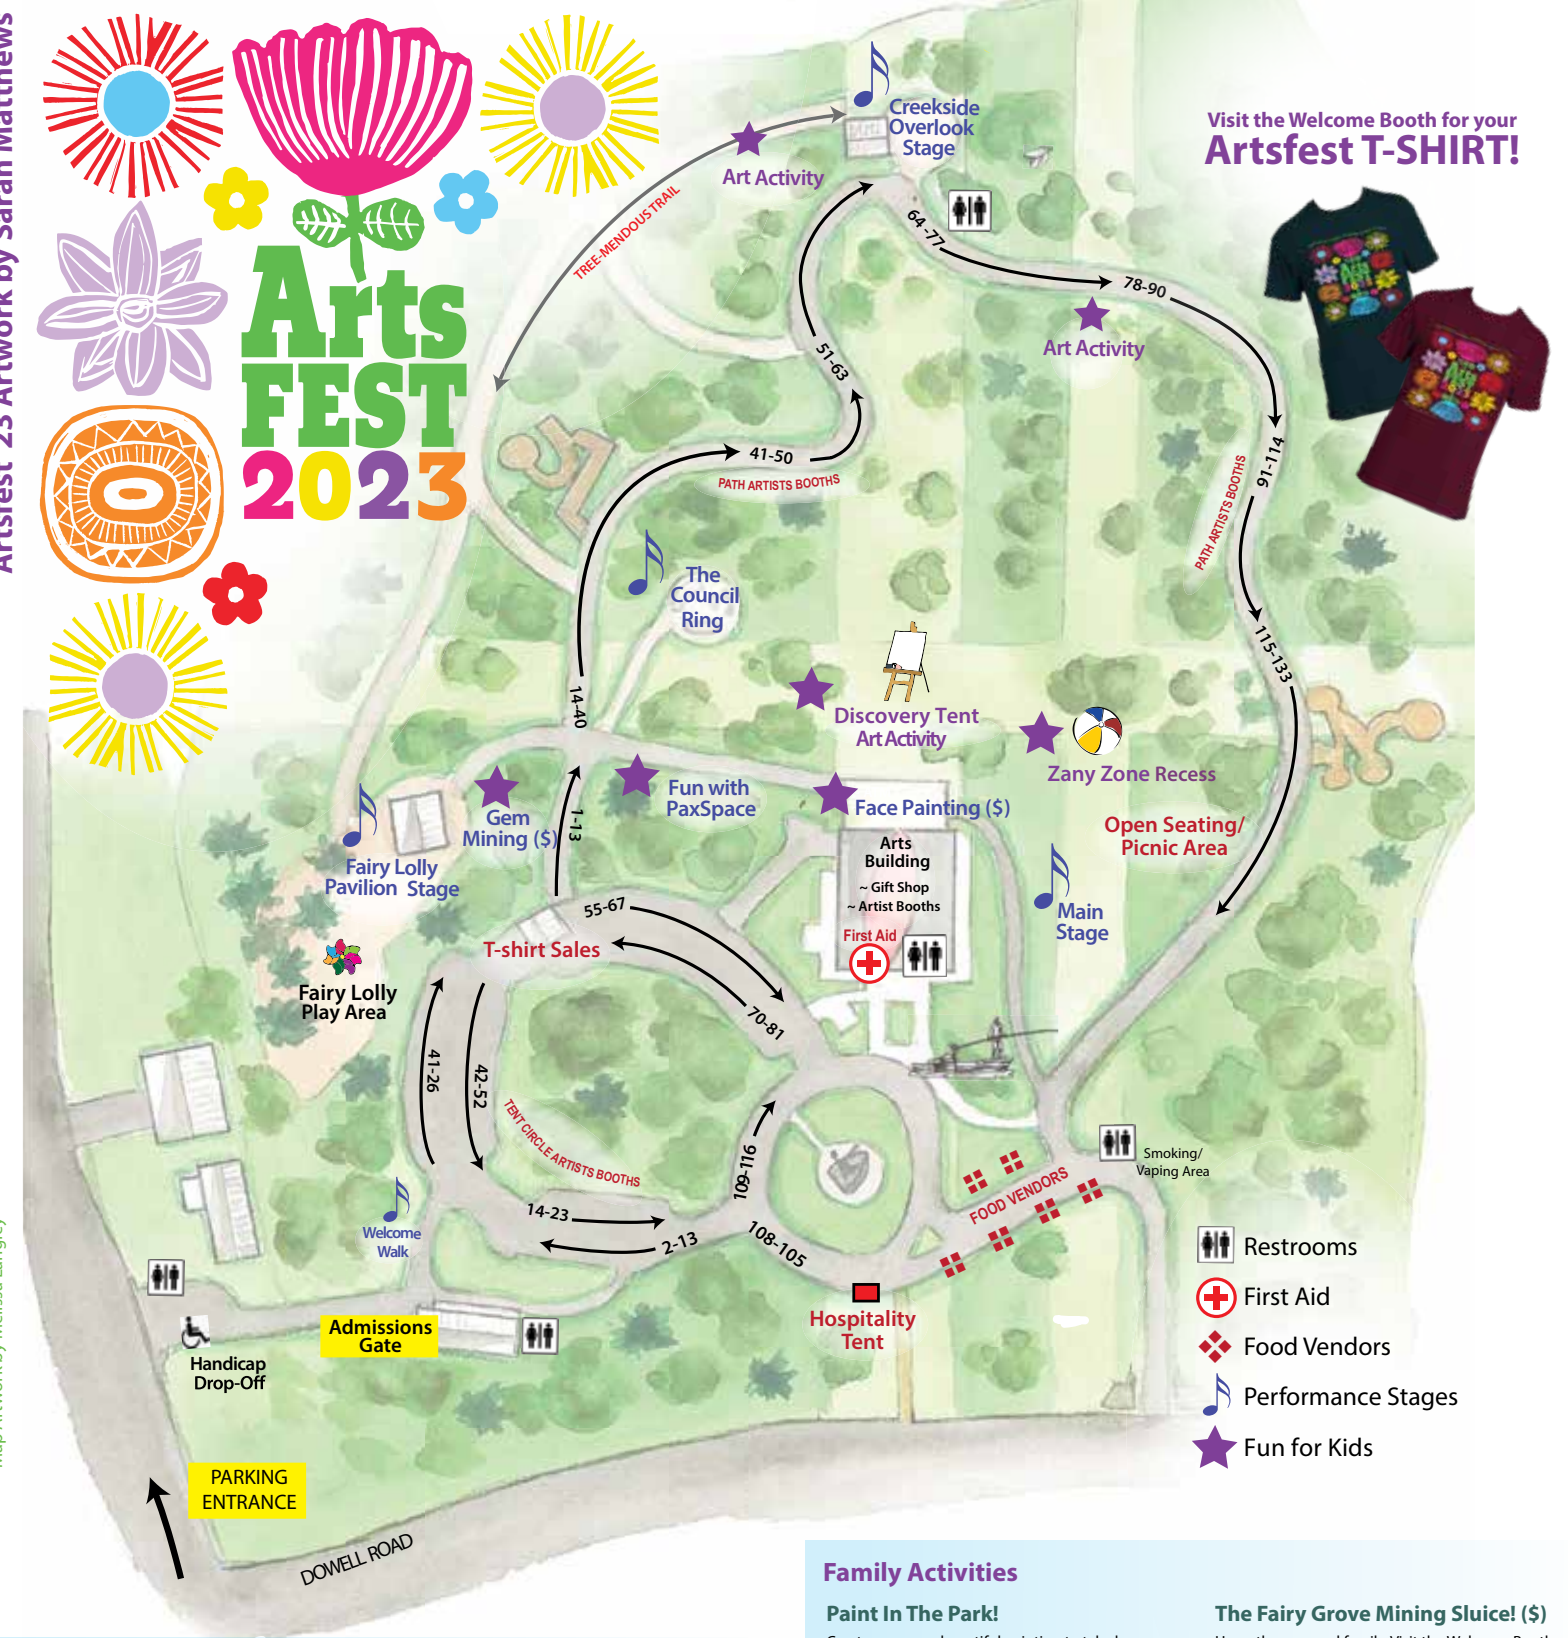 Artsfest '23 Artwork by Sarah Matthews
Arts
FEST
2023
Visit the Welcome Booth for your
Artsfest T-SHIRT!
Creekside
Overlook
Stage
Art Activity
TREE-MENDOUS TRAIL
64-77
78-90
Art Activity
51-63
41-50
PATH ARTISTS BOOTHS
91-114
PATH ARTISTS BOOTHS
The
Council
Ring
115-133
14-40
Discovery Tent
Art Activity
Zany Zone Recess
Fun with
PaxSpace
Face Painting ($)
Gem
Mining ($)
1-13
Open Seating/
Picnic Area
Arts
Building
~ Gift Shop
~ Artist Booths
First Aid
Fairy Lolly
Pavilion Stage
55-67
Main
Stage
T-shirt Sales
Fairy Lolly
Play Area
70-81
41-26
42-52
TENT CIRCLE ARTISTS BOOTHS
109-116
Smoking/
Vaping Area
FOOD VENDORS
14-23
2-13
108-105
Welcome
Walk
Hospitality
Tent
Admissions
Gate
Handicap
Drop-Off
Restrooms
First Aid
Food Vendors
Performance Stages
Fun for Kids
PARKING
ENTRANCE
DOWELL ROAD
Map Artwork by Melissa Langley
Family Activities
Paint In The Park!
The Fairy Grove Mining Sluice! ($)